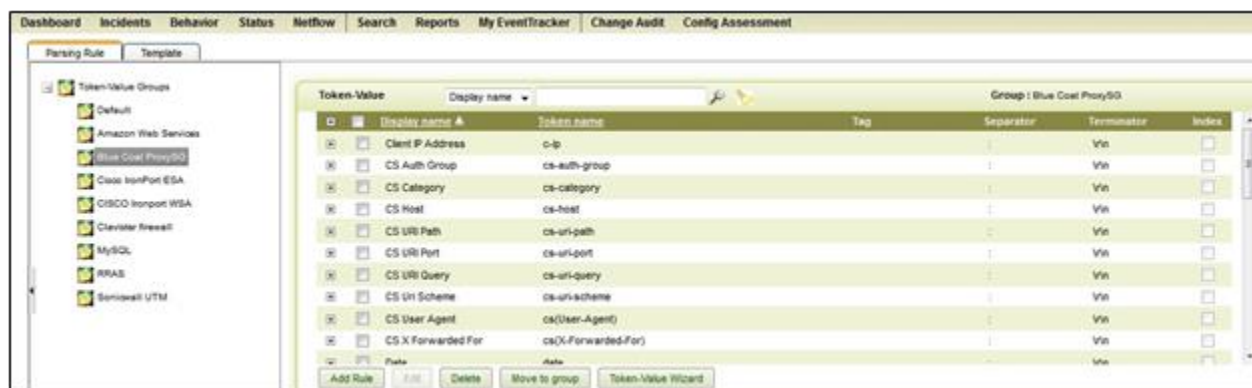 Dashboard Incidents Behavior Status Netflow Search Reports My EventTracker Change Audit Config Assessment
Parsing Rule Template
Token-Value Groups
Default
Amazon Web Services
Blue Coat ProxySG
Cisco IronPort ESA
CISCO Ironport WSA
Clavister firewall
MySQL
RRAS
Sonicwall UTM
Token-Value Display name Group : Blue Coat ProxySG
Display name Token name Tag Separator Terminator Index
Client IP Address c-ip : \r\n
CS Auth Group cs-auth-group : \r\n
CS Category cs-category : \r\n
CS Host cs-host : \r\n
CS URI Path cs-uri-path : \r\n
CS URI Port cs-uri-port : \r\n
CS URI Query cs-uri-query : \r\n
CS Uri Scheme cs-uri-scheme : \r\n
CS User Agent cs(User-Agent) : \r\n
CS X Forwarded For cs(X-Forwarded-For) : \r\n
Date date \r\n
Add Rule Edit Delete Move to group Token-Value Wizard